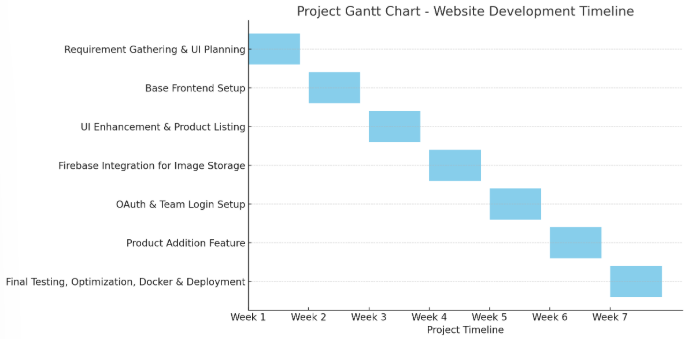 Project Gantt Chart - Website Development Timeline
Requirement Gathering & UI Planning
Base Frontend Setup
UI Enhancement & Product Listing
Firebase Integration for Image Storage
OAuth & Team Login Setup
Product Addition Feature
Final Testing, Optimization, Docker & Deployment
Week 1 Week 2 Week 3 Week 4 Week 5 Week 6 Week 7
Project Timeline